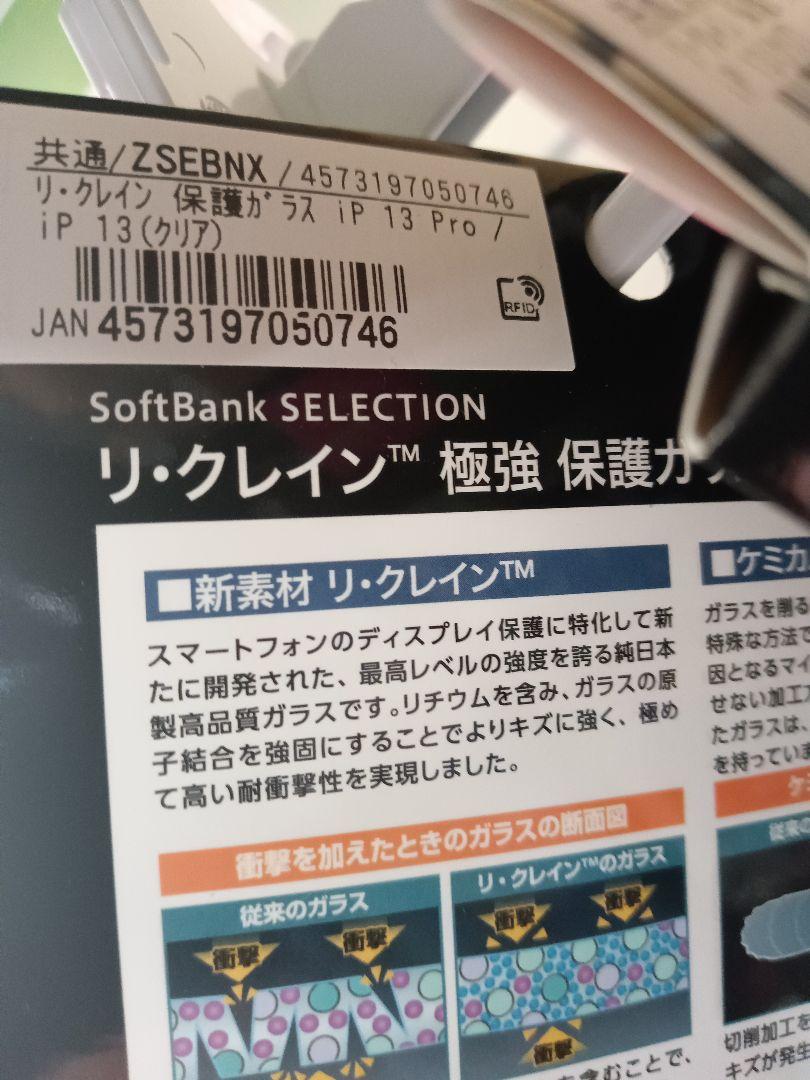 共通/ZSEBNX/4573197050746
リ・クレイン 保護ガラス iP 13 Pro /
iP 13(クリア)
RFID
JAN 4573197050746
SoftBank SELECTION
リ・クレイン™ 極強 保護ガ
■新素材 リ・クレイン™
スマートフォンのディスプレイ保護に特化して新
たに開発された、最高レベルの強度を誇る純日本
製高品質ガラスです。リチウムを含み、ガラスの原
子結合を強固にすることでよりキズに強く、極め
て高い耐衝撃性を実現しました。
衝撃を加えたときのガラスの断面図
従来のガラス
衝撃 衝撃
リ・クレイン™のガラス
衝撃 衝撃
衝撃
を含むことで、
■ケミカ
ガラスを削る
特殊な方法で
因となるマイ
せない加工
たガラスは、
を持っていま
ケ
従来の
切削加工を
キズが発生